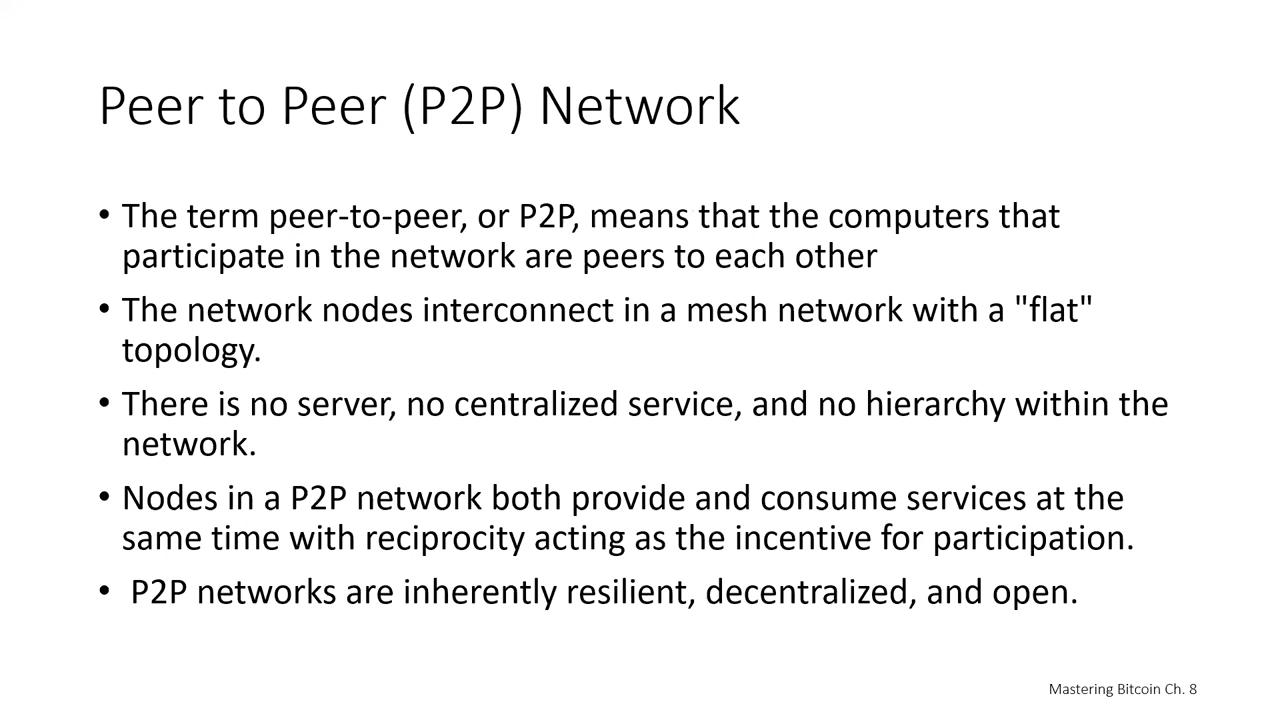 Peer to Peer (P2P) Network
• The term peer-to-peer, or P2P, means that the computers that
participate in the network are peers to each other
• The network nodes interconnect in a mesh network with a "flat"
topology.
• There is no server, no centralized service, and no hierarchy within the
network.
• Nodes in a P2P network both provide and consume services at the
same time with reciprocity acting as the incentive for participation.
• P2P networks are inherently resilient, decentralized, and open.
Mastering Bitcoin Ch. 8